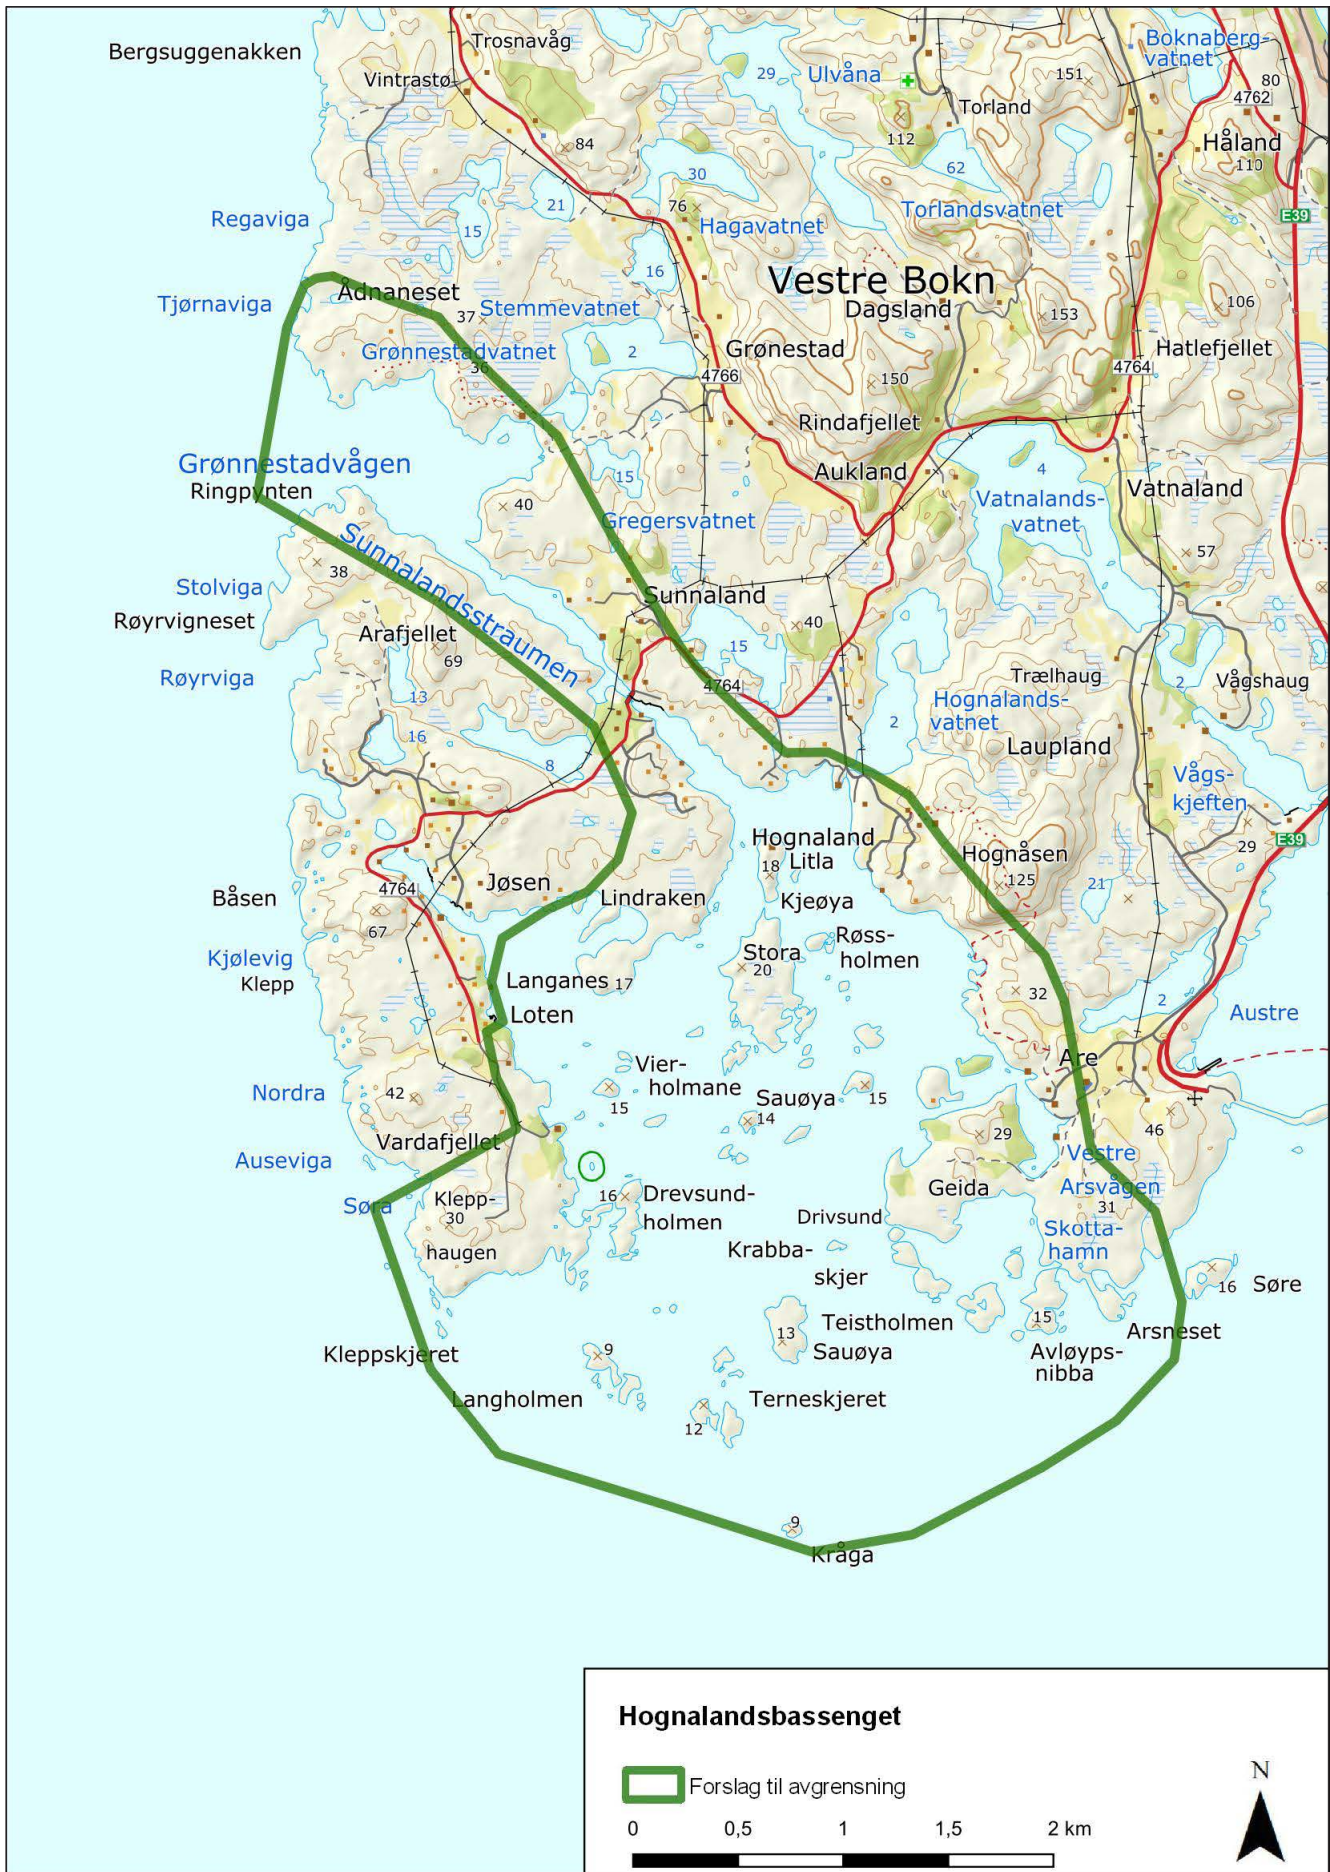 Bergsuggenakken
Trosnavåg
Vintrastø
29
Ulvåna
151
Boknaberg-
vatnet
80
4762
Torland
112
Håland
110
84
30
62
21
76
Hagavatnet
Torlandsvatnet
E39
Regaviga
15
16
Vestre Bokn
Dagsland
Tjørnaviga
Ådnaneset
37
Stemmevatnet
153
106
Grønnestadvatnet
36
2
Grønestad
Hatlefjellet
4766
150
4764
Rindafjellet
Grønnestadvågen
Ringpynten
15
Aukland
4
Vatnalands-
vatnet
Vatnaland
40
Gregersvatnet
Sunnalandsstraumen
57
38
Stolviga
Sunnaland
Røyrvigneset
Arafjellet
69
40
15
Røyrviga
13
4764
Trælhaug
2
Vågshaug
16
Hognalands-
vatnet
2
Laupland
8
Vågs-
kjeften
Hognaland
Litla
18
Hognåsen
125
29
E39
Jøsen
4764
Lindraken
21
Båsen
67
Kjeøya
Kjølevig
Klepp
Stora
20
Røss-
holmen
Langanes
17
32
2
Loten
Austre
Vier-
holmane
15
Are
Nordra
42
Sauøya
14
15
Vardafjellet
29
46
Auseviga
Vestre
Arsvågen
31
Søra
Klepp-
30
haugen
16
Drevsund-
holmen
Geida
Drivsund
Skotta-
hamn
Krabba-
skjer
16
Søre
Teistholmen
15
Arsneset
Kleppskjeret
9
13
Sauøya
Avløyps-
nibba
Langholmen
Terneskjeret
12
9
Kråga
Hognalandsbassenget
Forslag til avgrensning
N
0 0,5 1 1,5 2 km